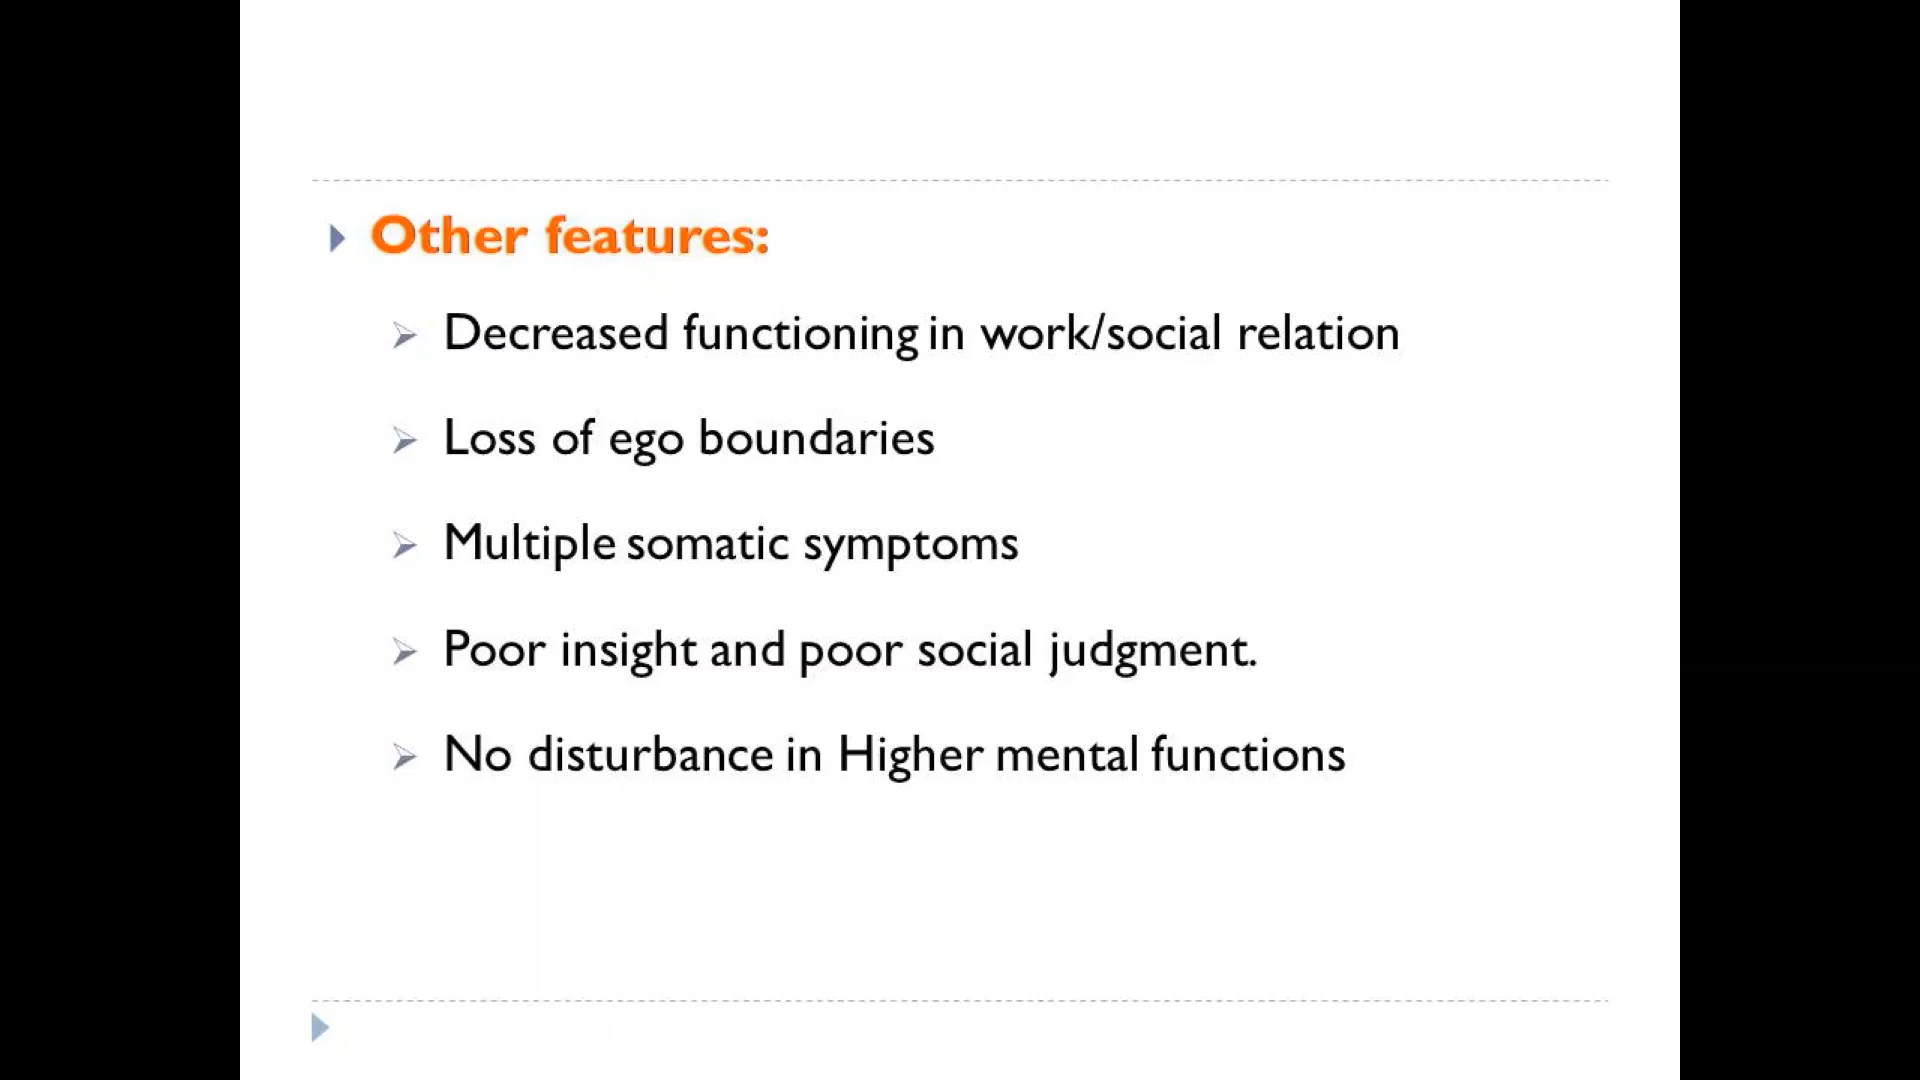 Other features:
Decreased functioning in work/social relation
Loss of ego boundaries
Multiple somatic symptoms
Poor insight and poor social judgment.
No disturbance in Higher mental functions